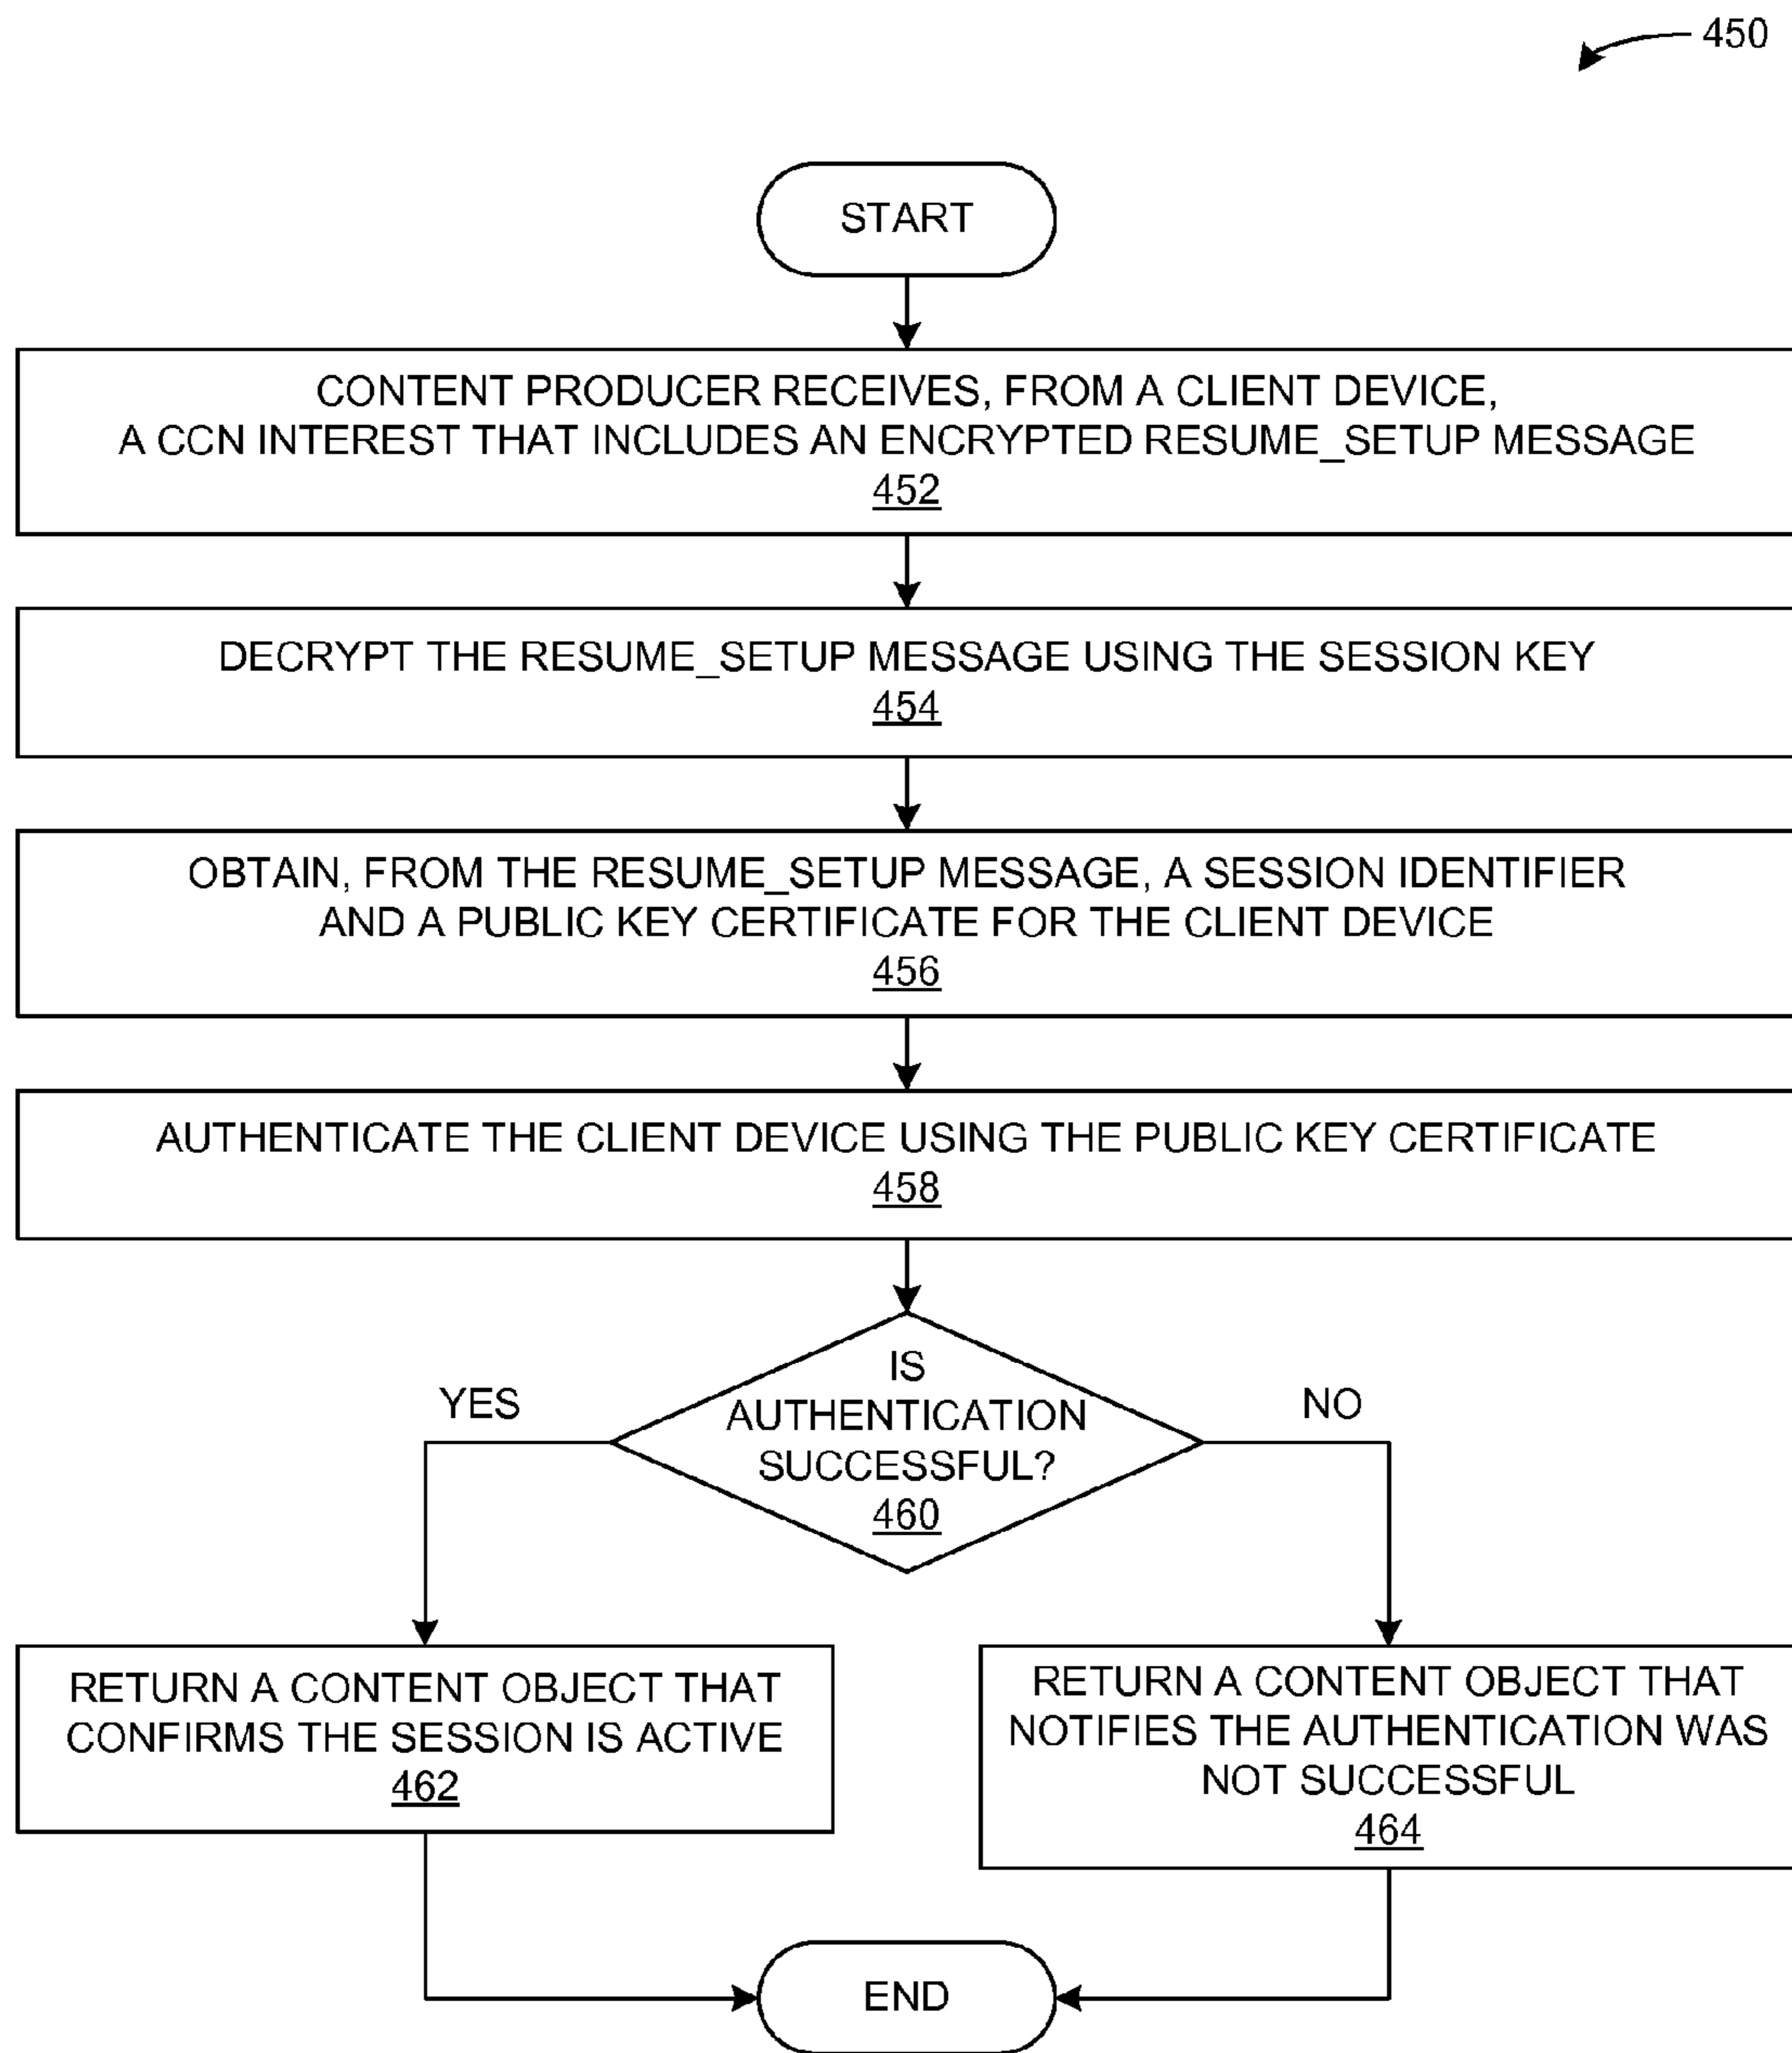 450
START
CONTENT PRODUCER RECEIVES, FROM A CLIENT DEVICE,
A CCN INTEREST THAT INCLUDES AN ENCRYPTED RESUME_SETUP MESSAGE
452
DECRYPT THE RESUME_SETUP MESSAGE USING THE SESSION KEY
454
OBTAIN, FROM THE RESUME_SETUP MESSAGE, A SESSION IDENTIFIER
AND A PUBLIC KEY CERTIFICATE FOR THE CLIENT DEVICE
456
AUTHENTICATE THE CLIENT DEVICE USING THE PUBLIC KEY CERTIFICATE
458
IS
AUTHENTICATION
SUCCESSFUL?
460
YES
NO
RETURN A CONTENT OBJECT THAT
CONFIRMS THE SESSION IS ACTIVE
462
RETURN A CONTENT OBJECT THAT
NOTIFIES THE AUTHENTICATION WAS
NOT SUCCESSFUL
464
END